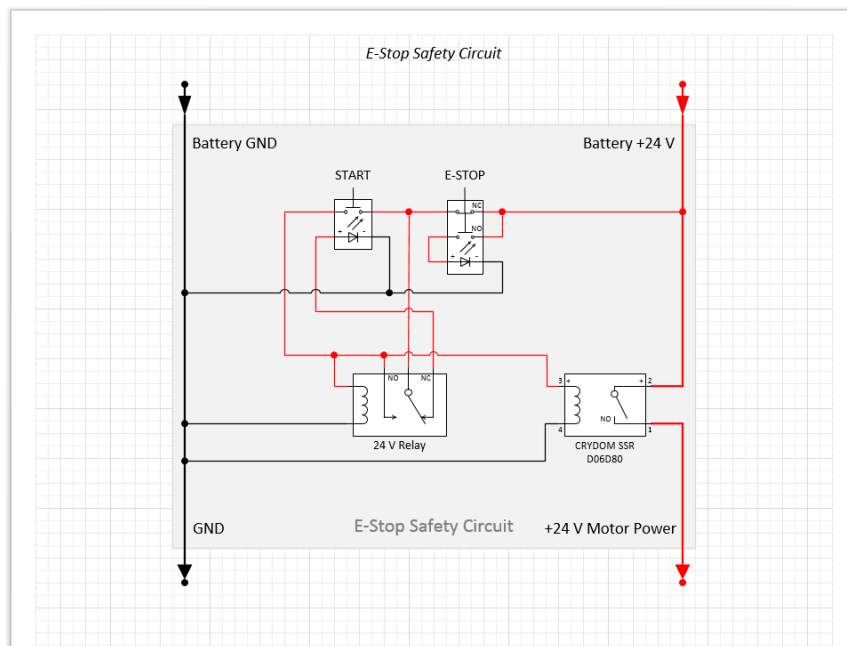 E-Stop Safety Circuit
Battery GND
Battery +24 V
START
E-STOP
NC
NO
+ -
+ -
NO
NC
3 +
+ 2
NO
4
1
24 V Relay
CRYDOM SSR
D06D80
GND
E-Stop Safety Circuit
+24 V Motor Power